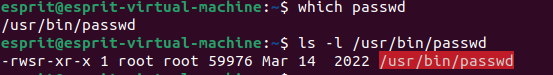 esprit@esprit-virtual-machine:~$ which passwd
/usr/bin/passwd
esprit@esprit-virtual-machine:~$ ls -l /usr/bin/passwd
-rwsr-xr-x 1 root root 59976 Mar 14  2022 /usr/bin/passwd